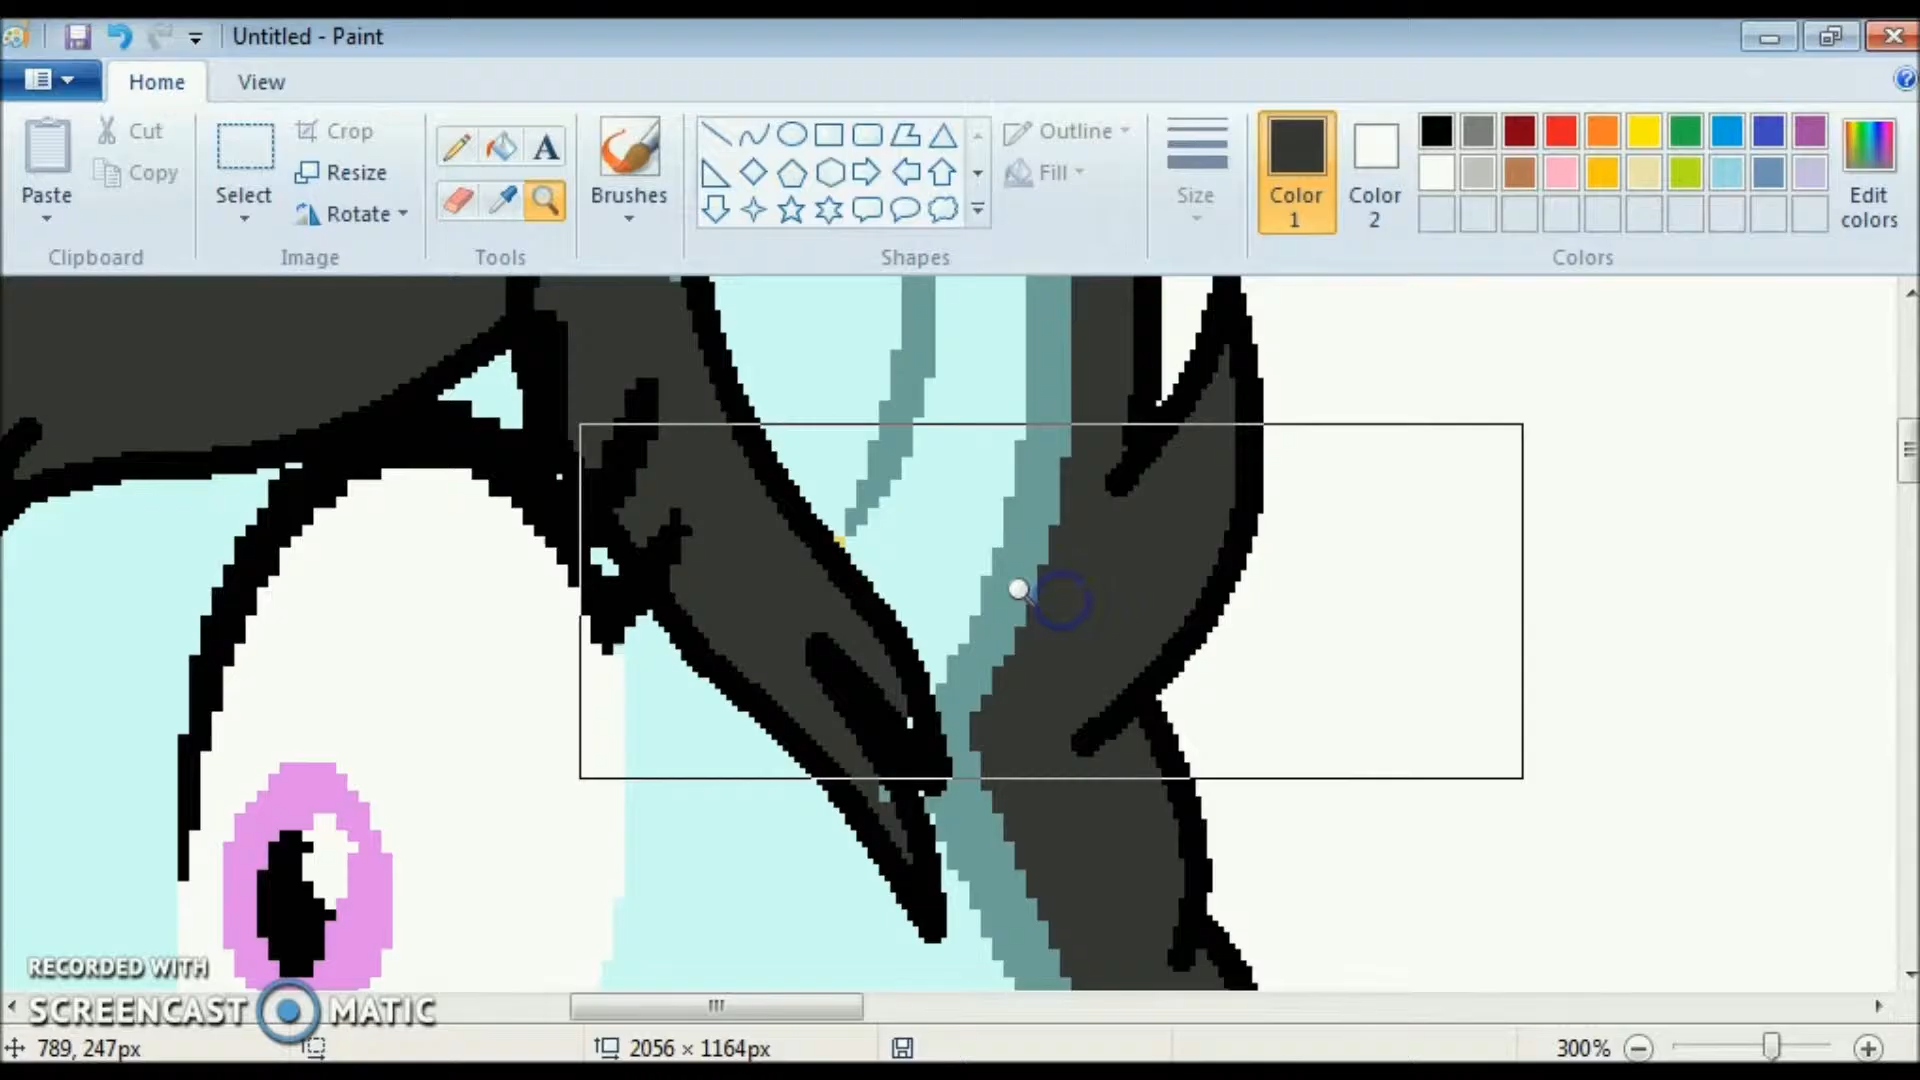 Untitled - Paint
Home View
Paste
Cut
Copy
Clipboard
Select
Crop
Resize
Rotate
Image
A
Tools
Brushes
Outline
Fill
Shapes
Size
Color 1
Color 2
Edit colors
Colors
RECORDED WITH
SCREENCAST MATIC
789, 247px
2056 × 1164px
300%